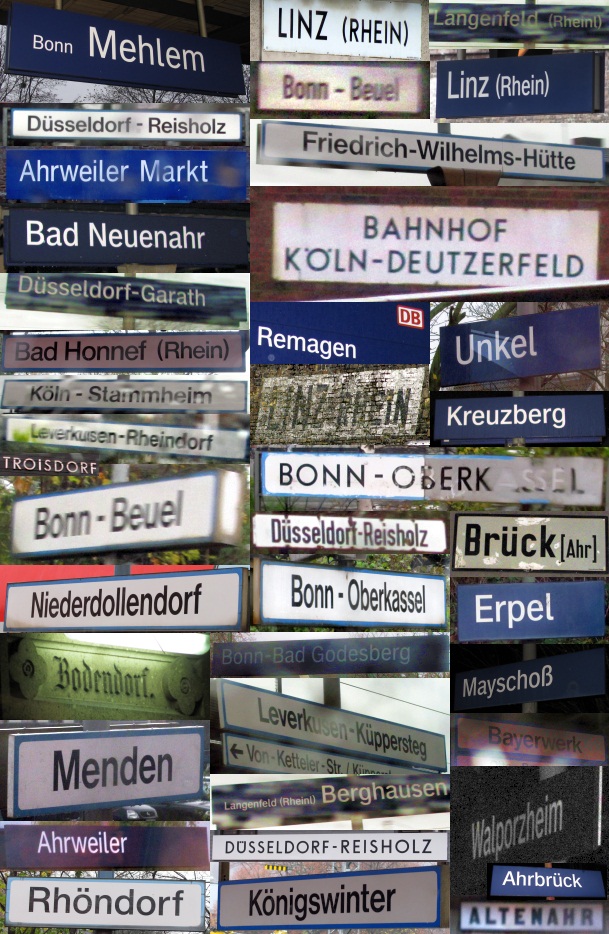 Bonn Mehlem
LINZ (RHEIN)
Langenfeld (Rheinl)
Bonn - Beuel
Linz (Rhein)
Düsseldorf - Reisholz
Friedrich-Wilhelms-Hütte
Ahrweiler Markt
Bad Neuenahr
BAHNHOF
KÖLN-DEUTZERFELD
Düsseldorf-Garath
Remagen
DB
Unkel
Bad Honnef (Rhein)
Köln - Stammheim
LINZ RHEIN
Kreuzberg
Leverkusen-Rheindorf
TROISDORF
BONN-OBERKASSEL
Bonn - Beuel
Düsseldorf-Reisholz
Brück [Ahr]
Niederdollendorf
Bonn - Oberkassel
Erpel
Bodendorf.
Bonn-Bad Godesberg
Mayschoß
Leverkusen-Küppersteg
← Von-Ketteler-Str. /
Bayerwerk
Menden
Langenfeld (Rheinl) Berghausen
Walporzheim
Ahrweiler
DÜSSELDORF-REISHOLZ
Ahrbrück
Rhöndorf
Königswinter
ALTENAHR